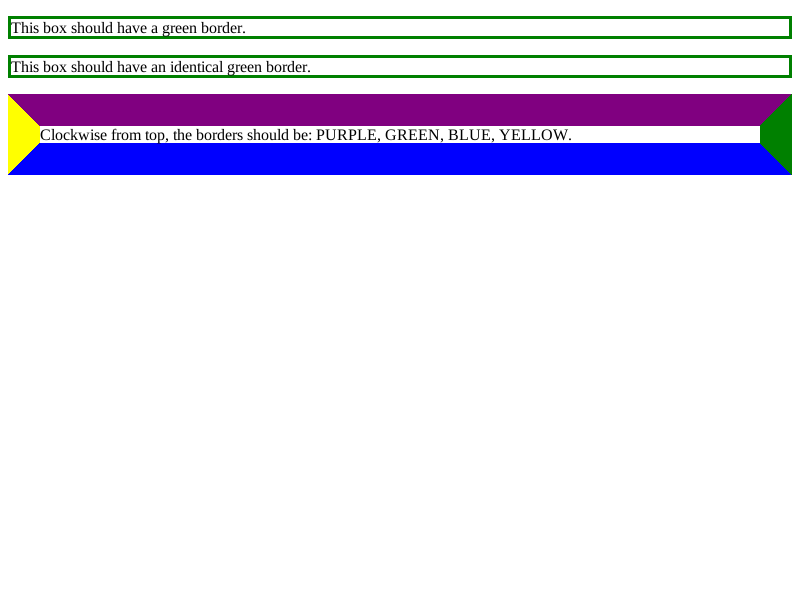 This box should have a green border.
This box should have an identical green border.
Clockwise from top, the borders should be: PURPLE, GREEN, BLUE, YELLOW.